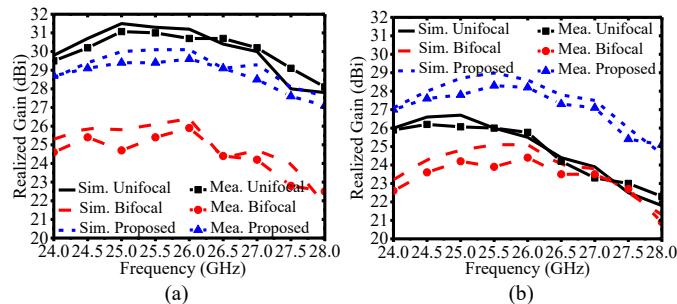 32
31
30
29
28
27
26
25
24
23
22
21
20
Realized Gain (dBi)
Sim. Unifocal
Mea. Unifocal
Sim. Bifocal
Mea. Bifocal
Sim. Proposed
Mea. Proposed
24.0 24.5 25.0 25.5 26.0 26.5 27.0 27.5 28.0
Frequency (GHz)
(a)
31
30
29
28
27
26
25
24
23
22
21
20
Realized Gain (dBi)
Sim. Unifocal
Mea. Unifocal
Sim. Bifocal
Mea. Bifocal
Sim. Proposed
Mea. Proposed
24.0 24.5 25.0 25.5 26.0 26.5 27.0 27.5 28.0
Frequency (GHz)
(b)